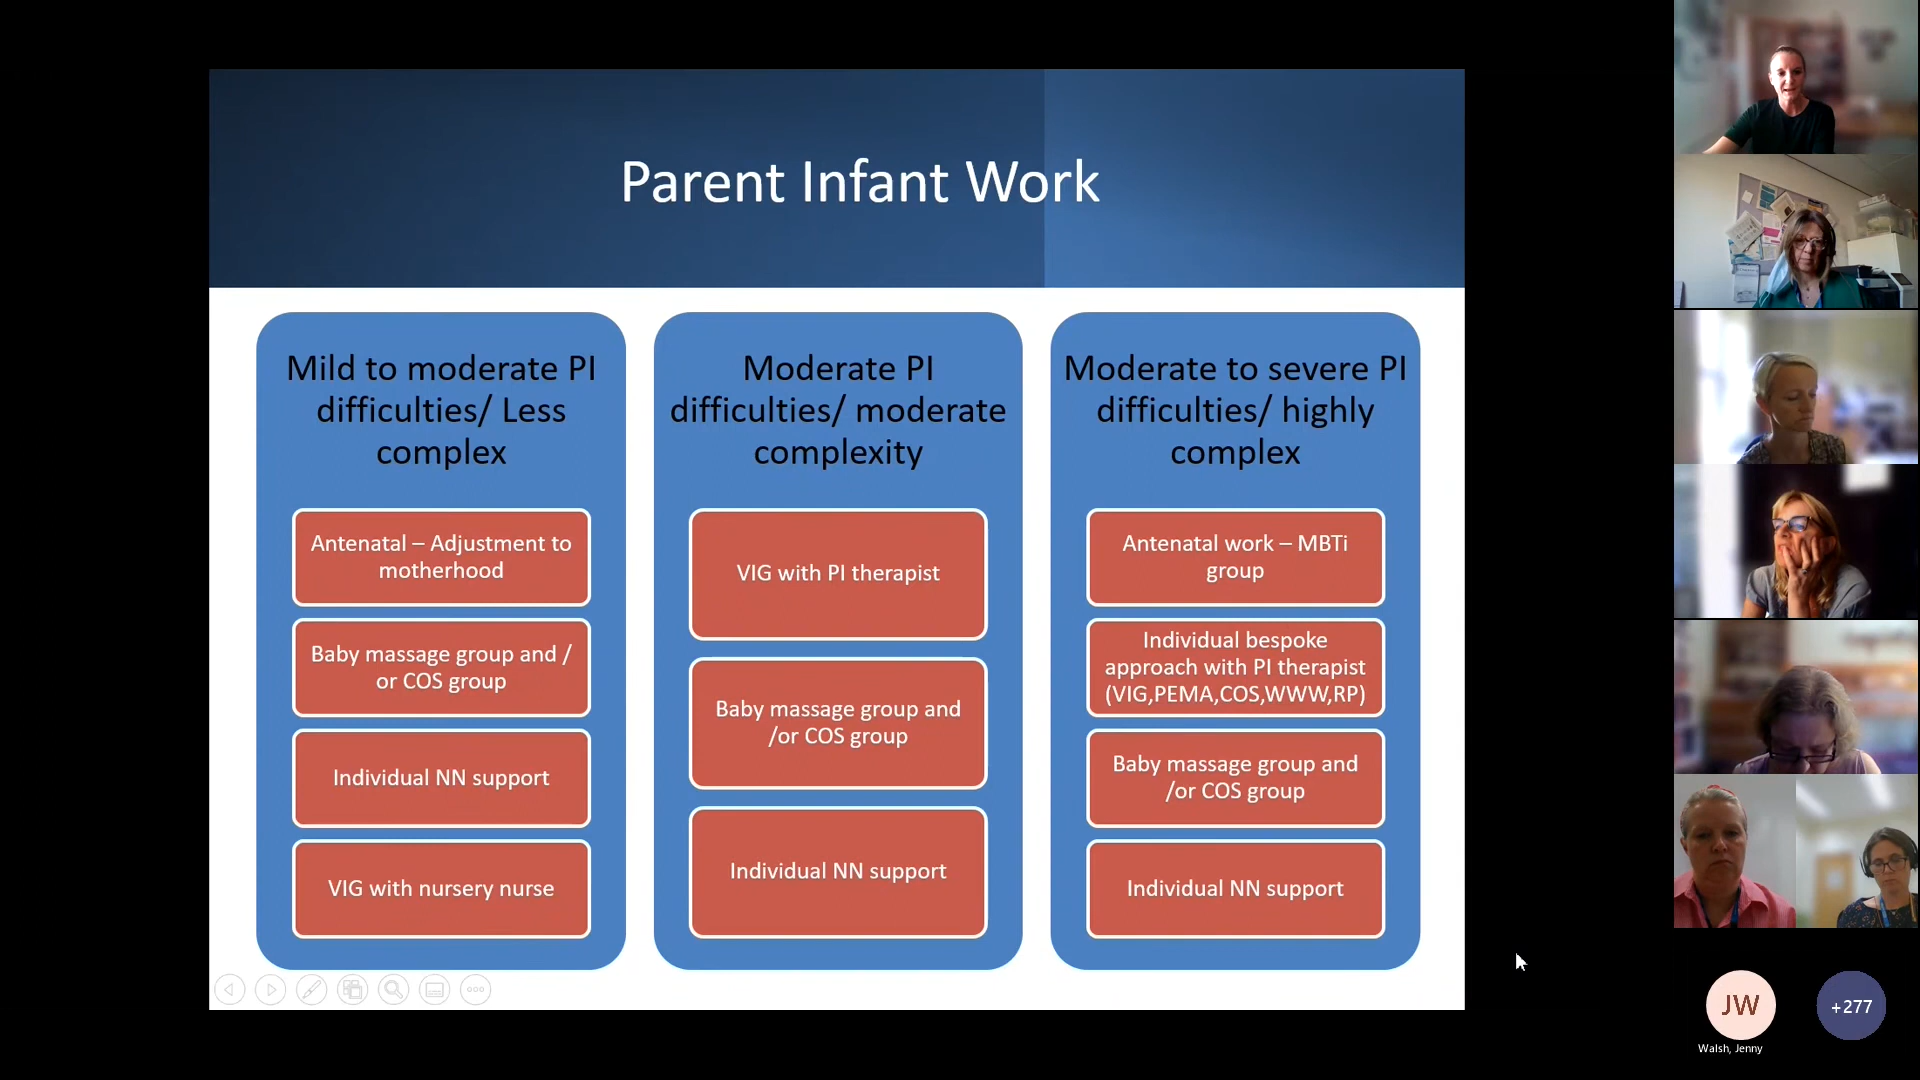 Parent Infant Work
Mild to moderate PI
difficulties/ Less
complex
Antenatal – Adjustment to
motherhood
Baby massage group and /
or COS group
Individual NN support
VIG with nursery nurse
Moderate PI
difficulties/ moderate
complexity
VIG with PI therapist
Baby massage group and
/or COS group
Individual NN support
Moderate to severe PI
difficulties/ highly
complex
Antenatal work – MBTi
group
Individual bespoke
approach with PI therapist
(VIG,PEMA,COS,WWW,RP)
Baby massage group and
/or COS group
Individual NN support
JW
Walsh, Jenny
+277